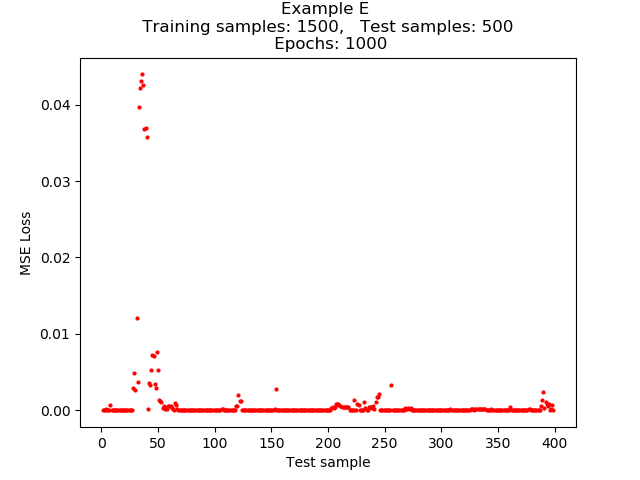 Example E
Training samples: 1500,   Test samples: 500
Epochs: 1000
0.04
0.03
0.02
0.01
0.00
MSE Loss
0 50 100 150 200 250 300 350 400
Test sample